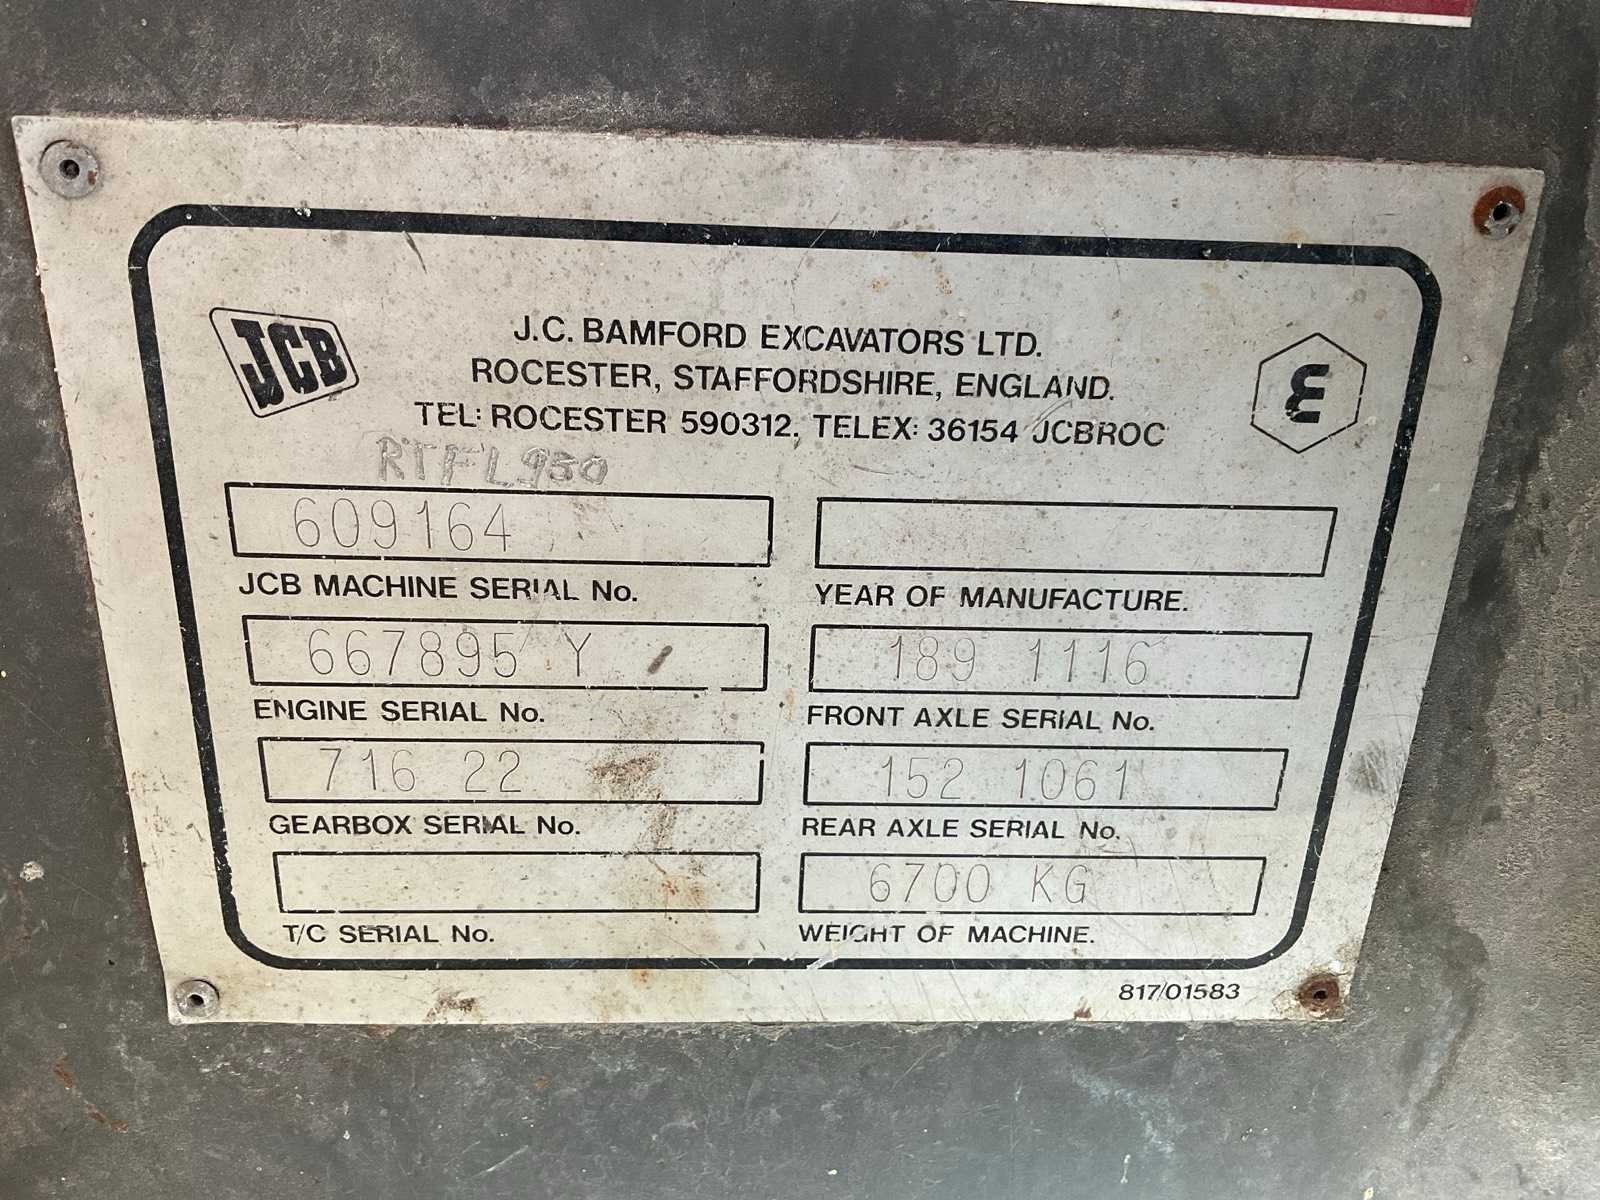 JCB
J.C. BAMFORD EXCAVATORS LTD.
ROCESTER, STAFFORDSHIRE, ENGLAND.
TEL: ROCESTER 590312. TELEX: 36154 JCBROC
RTFL950
609164
JCB MACHINE SERIAL No.
YEAR OF MANUFACTURE.
667895 Y
ENGINE SERIAL No.
189 1116
FRONT AXLE SERIAL No.
716 22
GEARBOX SERIAL No.
152 1061
REAR AXLE SERIAL No.
T/C SERIAL No.
6700 KG
WEIGHT OF MACHINE.
817/01583